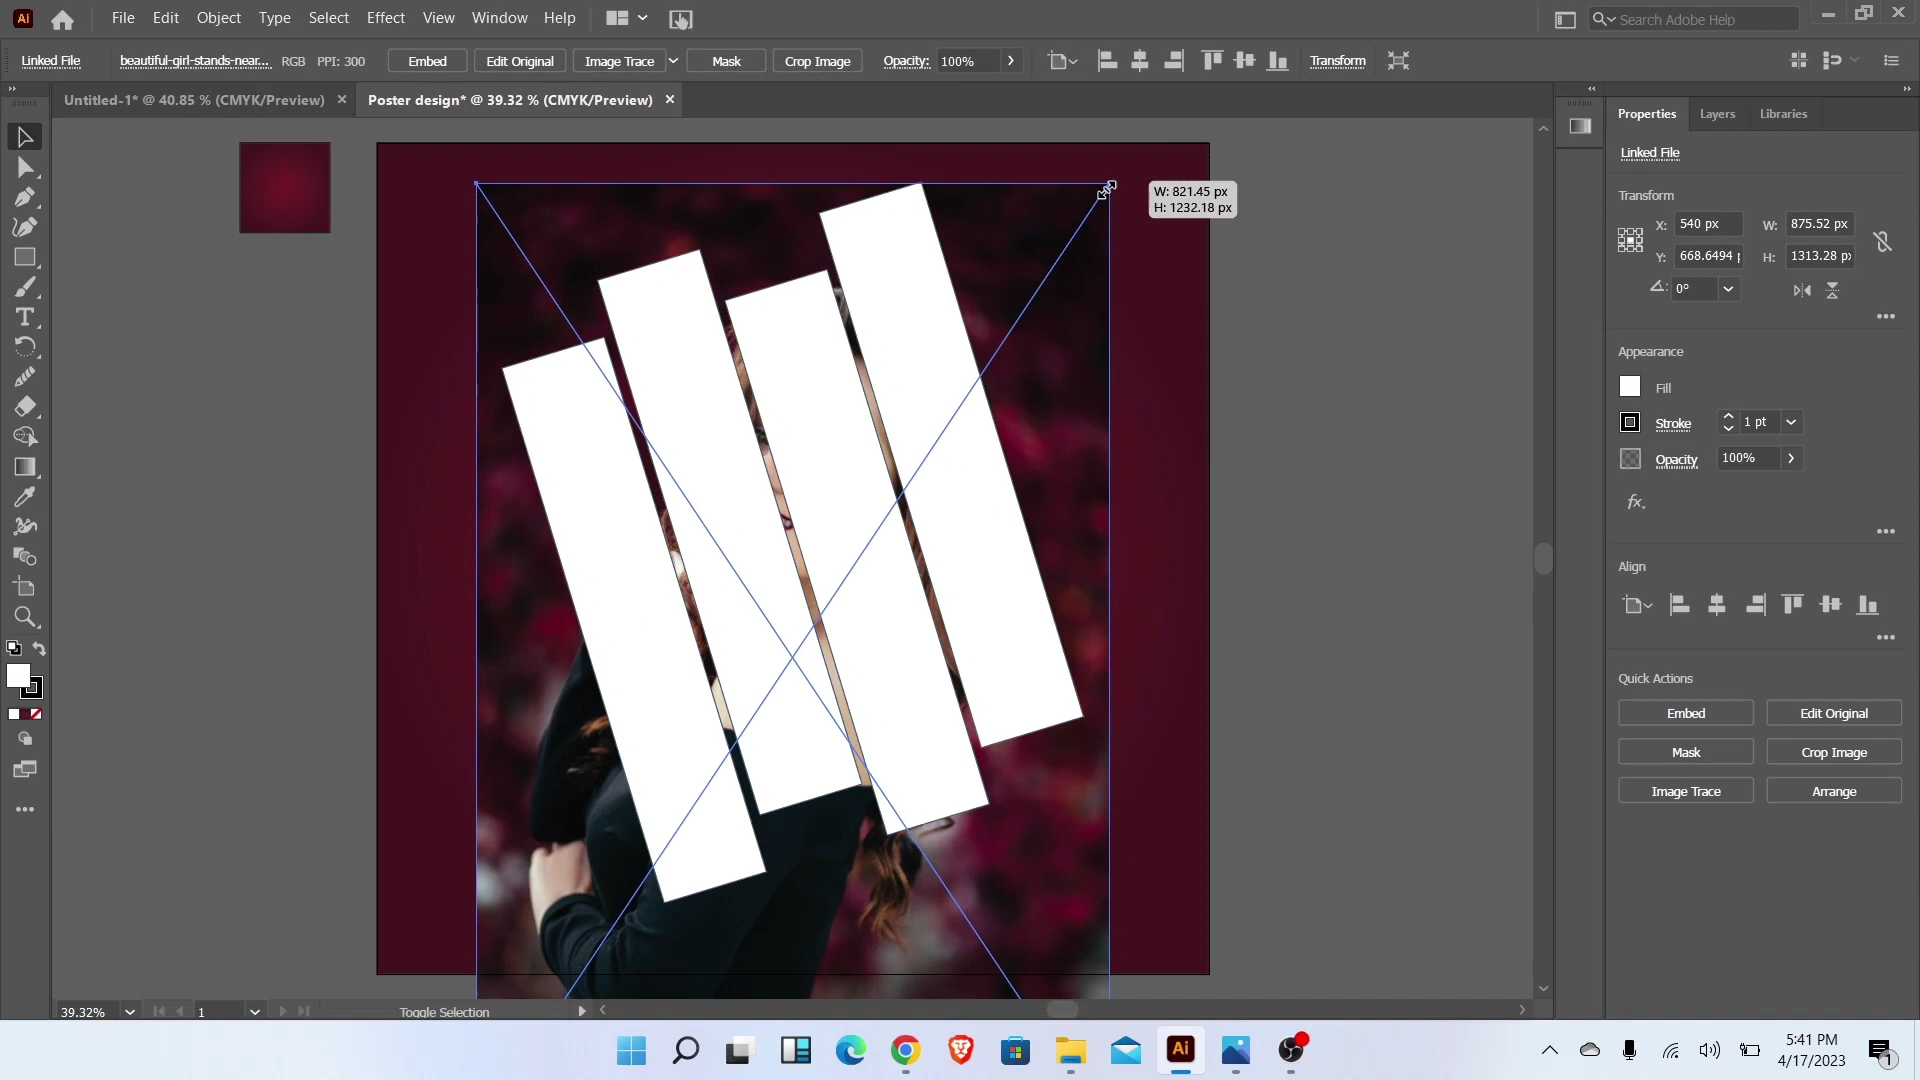 Ai File Edit Object Type Select Effect View Window Help Search Adobe Help
Linked File beautiful-girl-stands-near... RGB PPI: 300 Embed Edit Original Image Trace Mask Crop Image Opacity: 100% Transform
Untitled-1* @ 40.85 % (CMYK/Preview) Poster design* @ 39.32 % (CMYK/Preview)
Properties Layers Libraries
Linked File
Transform
X: 540 px W: 875.52 px
Y: 668.6494 H: 1313.28 px
0°
W: 821.45 px
H: 1232.18 px
Appearance
Fill
Stroke 1 pt
Opacity 100%
fx.
Align
Quick Actions
Embed Edit Original
Mask Crop Image
Image Trace Arrange
39.32% 1 Toggle Selection
Ai
5:41 PM
4/17/2023
1